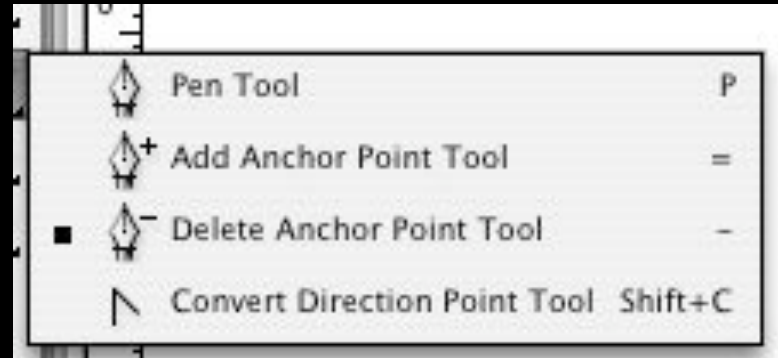 Pen Tool P
Add Anchor Point Tool =
Delete Anchor Point Tool -
Convert Direction Point Tool Shift+C